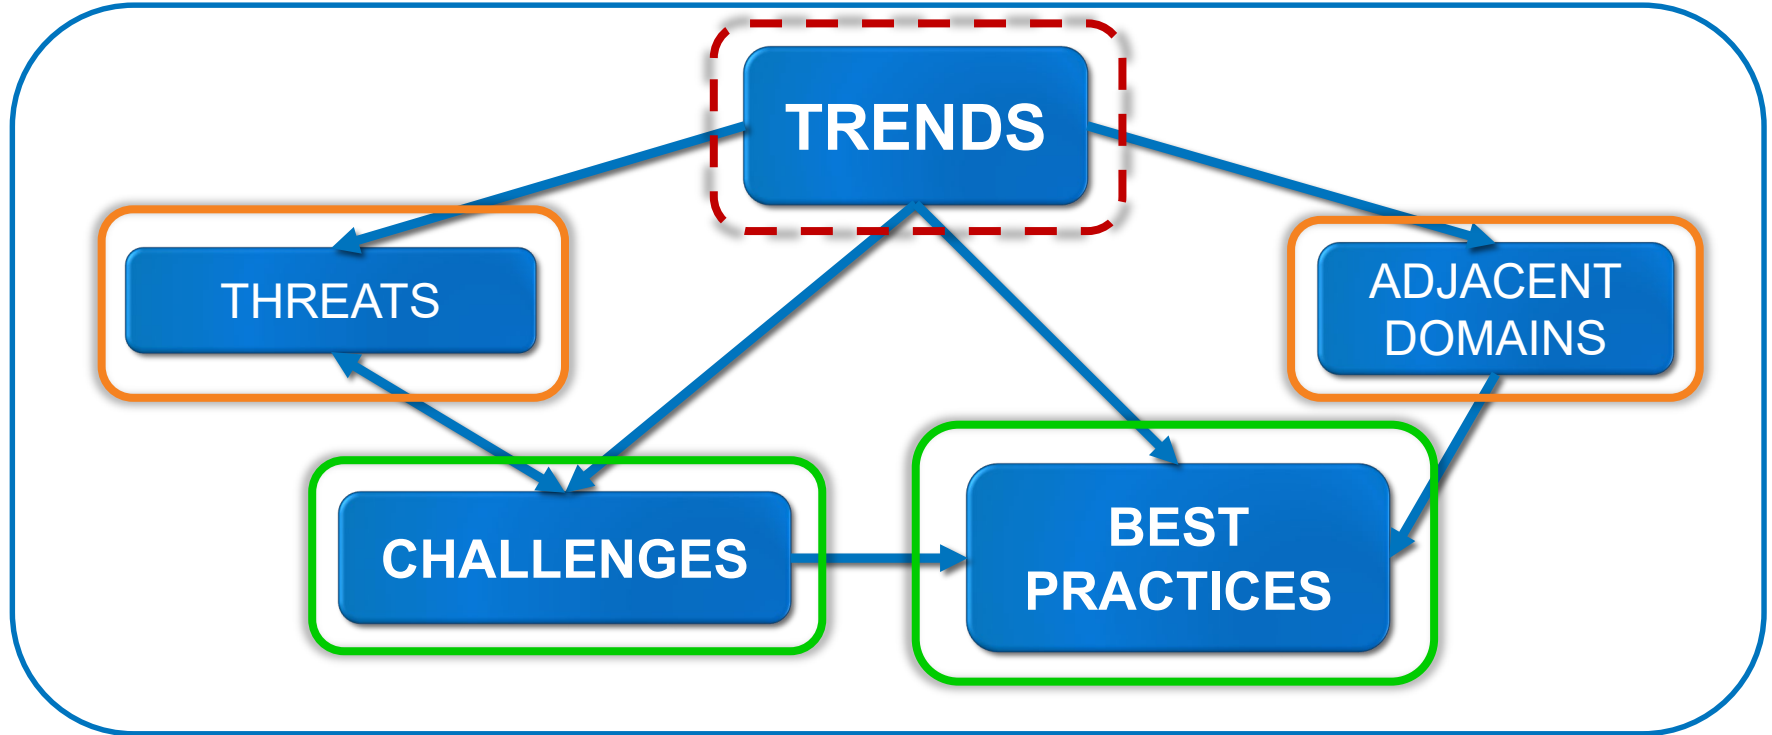 TRENDS
THREATS
ADJACENT
DOMAINS
CHALLENGES
BEST
PRACTICES